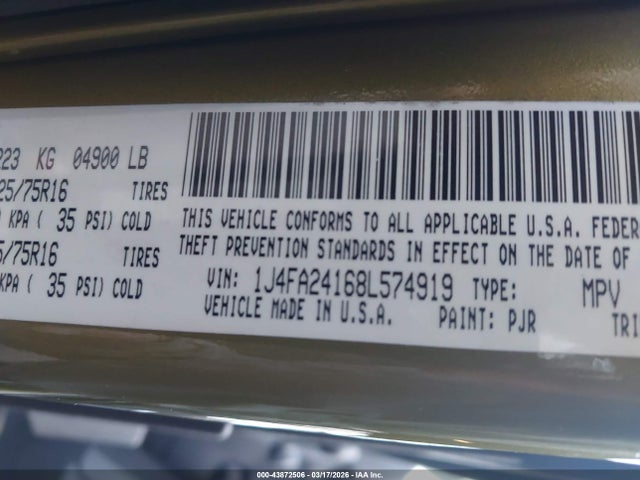 223 KG 04900 LB
25/75R16 TIRES
KPA ( 35 PSI) COLD
5/75R16 TIRES
KPA ( 35 PSI) COLD
THIS VEHICLE CONFORMS TO ALL APPLICABLE U.S.A. FEDER
THEFT PREVENTION STANDARDS IN EFFECT ON THE DATE OF
VIN: 1J4FA24168L574919 TYPE: MPV
VEHICLE MADE IN U.S.A. PAINT: PJR TRI
000-43872506 - 03/17/2026 - IAA Inc.